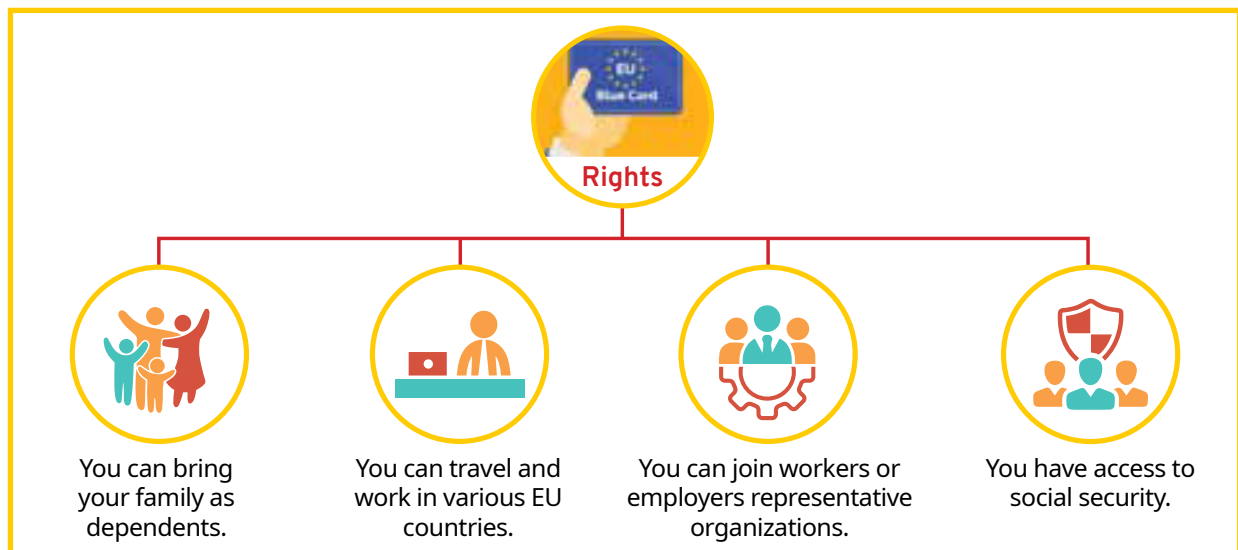 EU
Blue Card
Rights
You can bring
your family as
dependents.
You can travel and
work in various EU
countries.
You can join workers or
employers representative
organizations.
You have access to
social security.